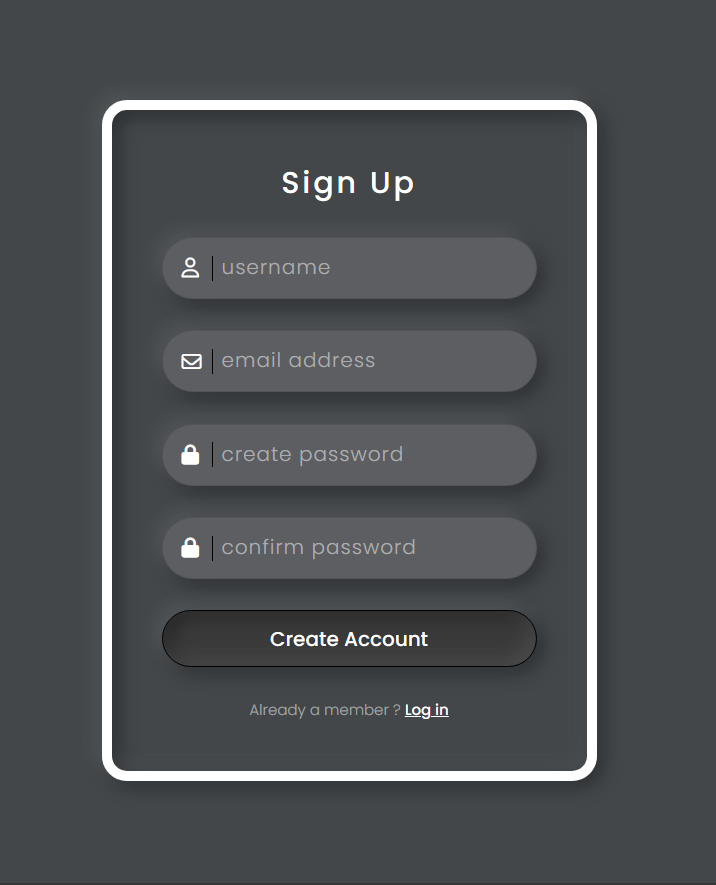 Sign Up
username
email address
create password
confirm password
Create Account
Already a member ? Log in